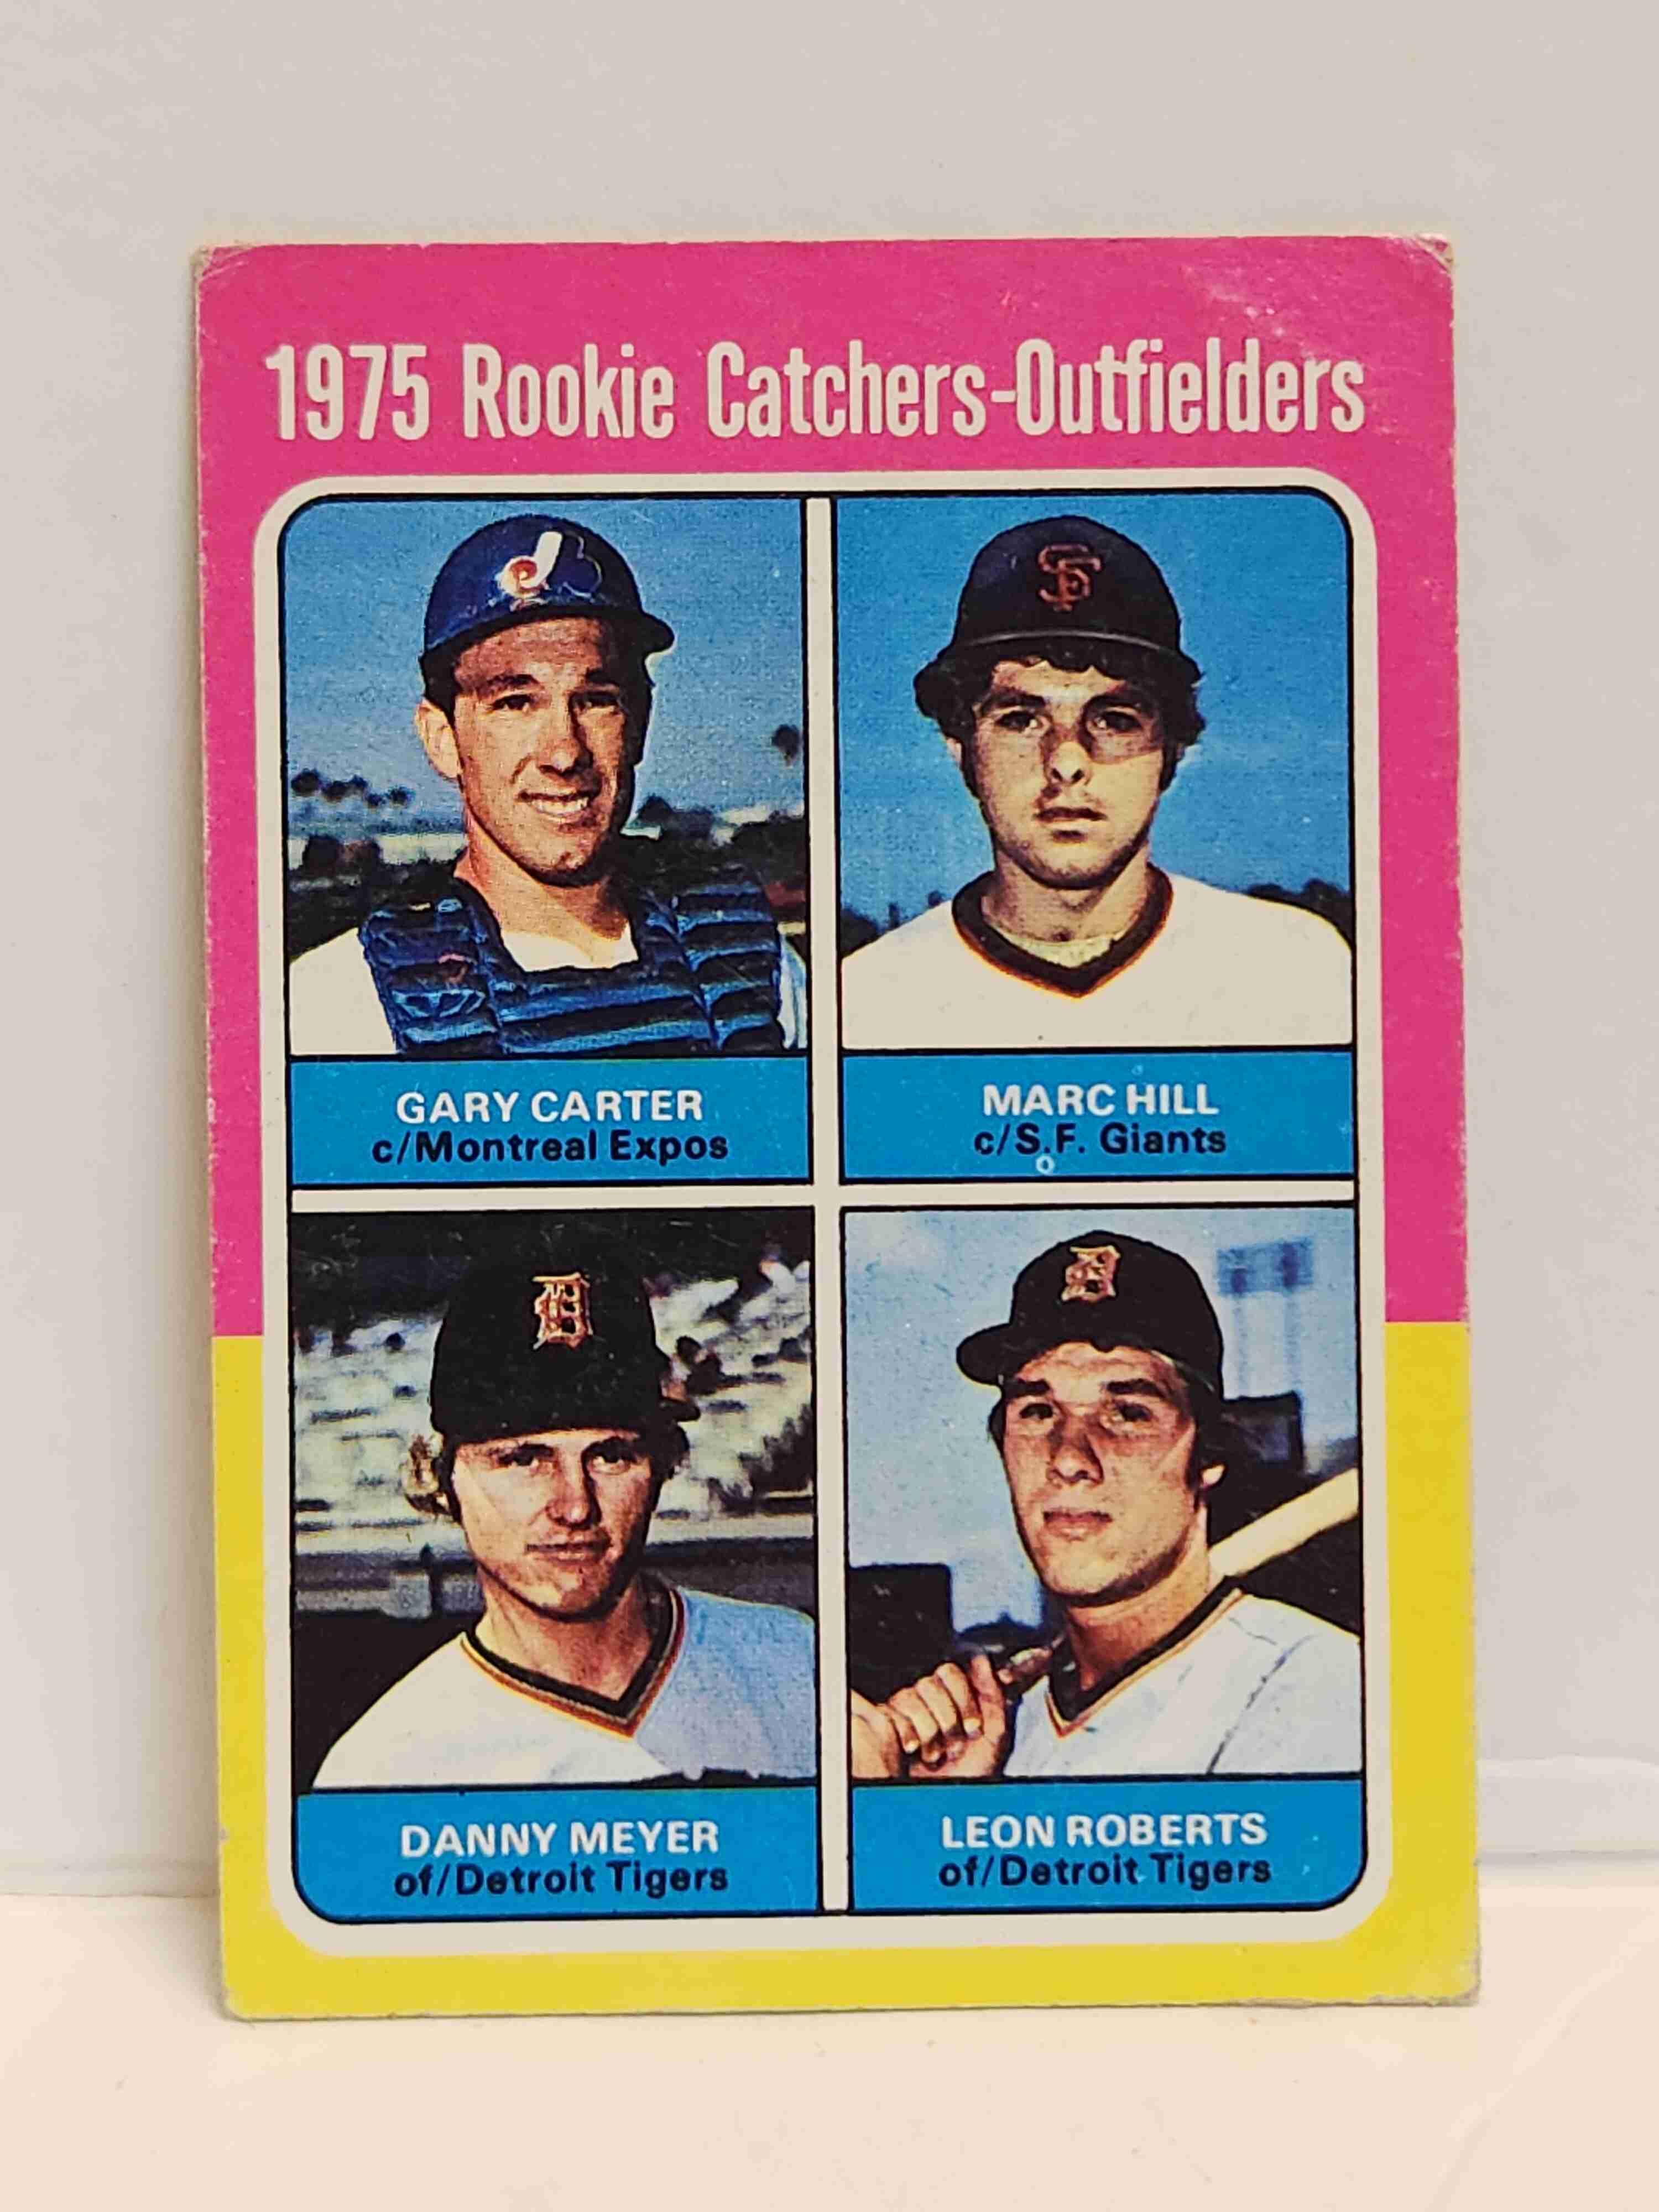 1975 Rookie Catchers-Outfielders
GARY CARTER
c/Montreal Expos
MARC HILL
c/S.F. Giants
DANNY MEYER
of/Detroit Tigers
LEON ROBERTS
of/Detroit Tigers